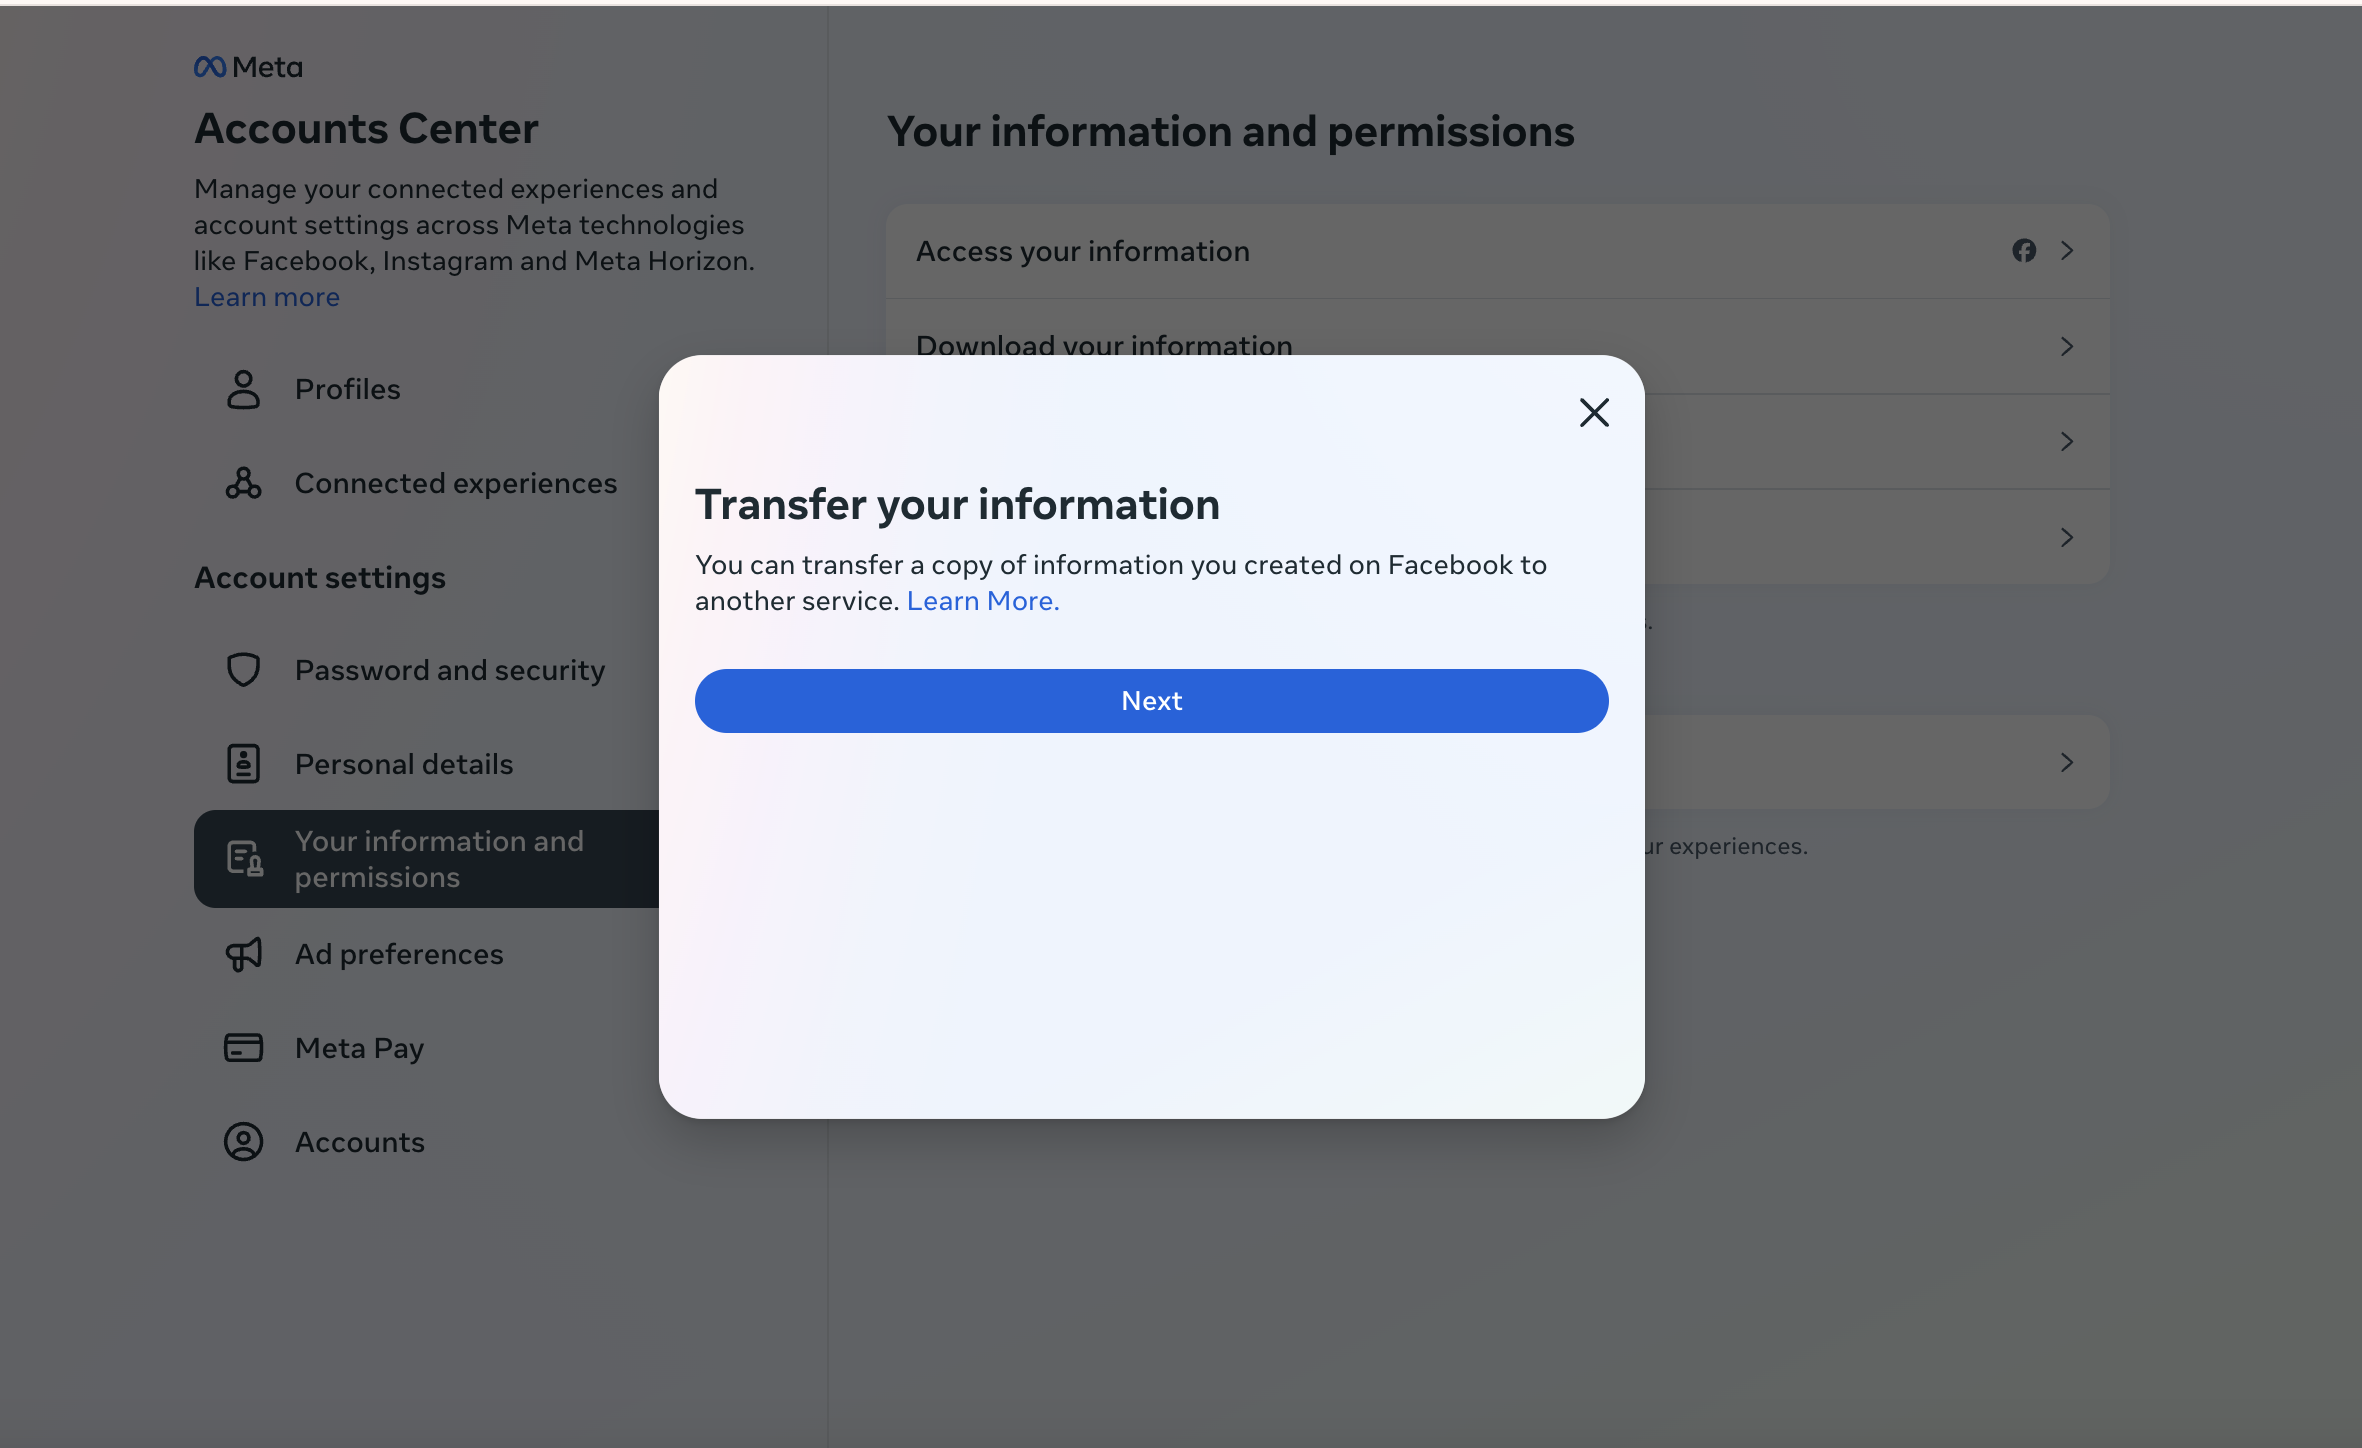 Meta
Accounts Center
Manage your connected experiences and
account settings across Meta technologies
like Facebook, Instagram and Meta Horizon.
Learn more
Profiles
Connected experiences
Account settings
Password and security
Personal details
Your information and
permissions
Ad preferences
Meta Pay
Accounts
Your information and permissions
Access your information
Download your information
Transfer your information
You can transfer a copy of information you created on Facebook to
another service. Learn More.
Next
experiences.